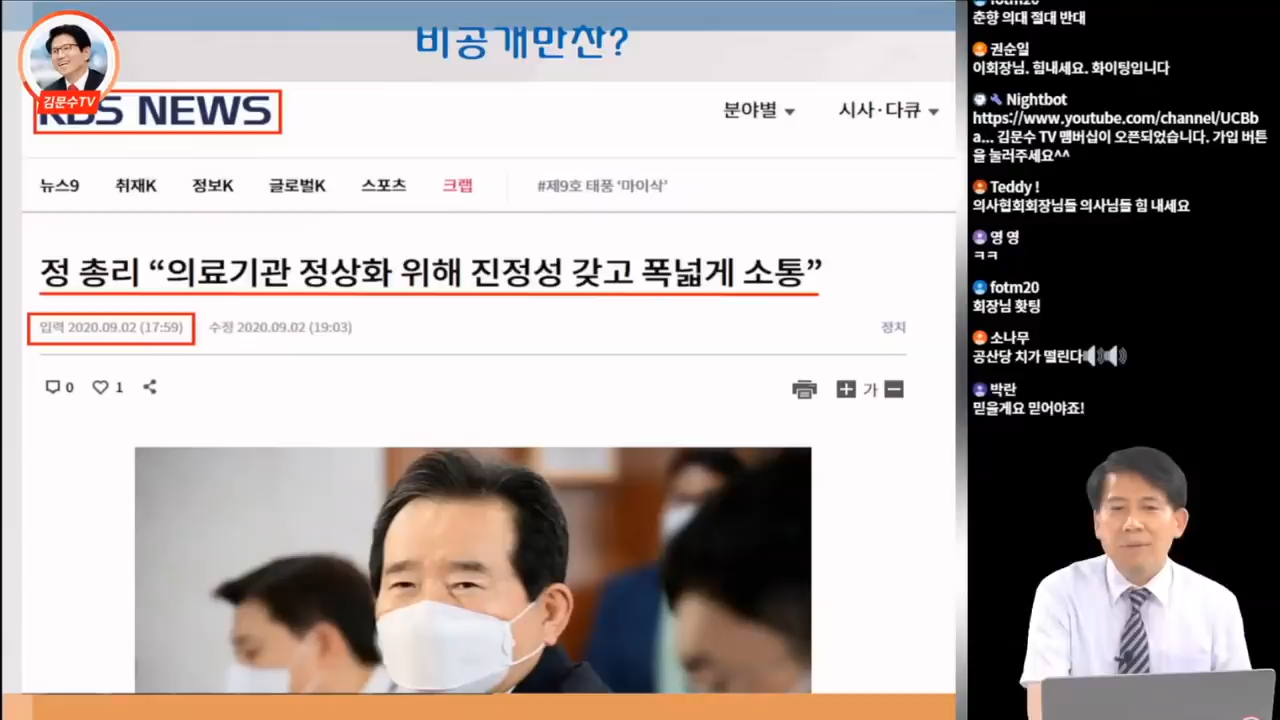 비공개만찬?
김문수TV
KBS NEWS
분야별
시사·다큐
뉴스9
취재K
정보K
글로벌K
스포츠
크랩
#제9호 태풍 ‘마이삭’
정 총리 “의료기관 정상화 위해 진정성 갖고 폭넓게 소통”
입력 2020.09.02 (17:59)
수정 2020.09.02 (19:03)
정치
0
1
가
fotm20
춘향 의대 절대 반대
권순일
이회장님. 힘내세요. 화이팅입니다
Nightbot
https://www.youtube.com/channel/UCBb
a... 김문수 TV 맴버십이 오픈되었습니다. 가입 버튼
을 눌러주세요^^
Teddy !
의사협회회장님들 의사님들 힘 내세요
영 영
ㅋㅋ
fotm20
회장님 홧팅
소나무
공산당 치가 떨린다
박란
믿을게요 믿어야죠!